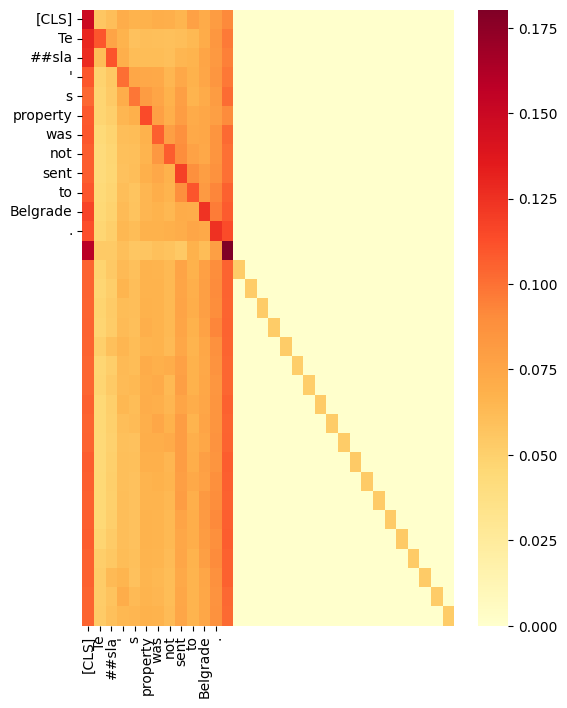 [CLS]
Te
##sla
'
s
property
was
not
sent
to
Belgrade
.
0.175
0.150
0.125
0.100
0.075
0.050
0.025
0.000
[CLS]
Te
##sla
'
s
property
was
not
sent
to
Belgrade
.